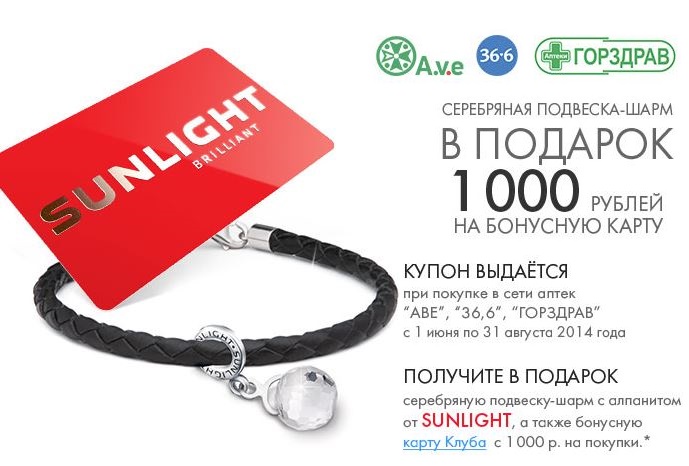 A.v.e
36·6
Аптеки ГОРЗДРАВ
SUNLIGHT
BRILLIANT
СЕРЕБРЯНАЯ ПОДВЕСКА-ШАРМ
В ПОДАРОК
1 000 РУБЛЕЙ
НА БОНУСНУЮ КАРТУ
КУПОН ВЫДАЁТСЯ
при покупке в сети аптек
“АВЕ”, “36,6”, “ГОРЗДРАВ”
с 1 июня по 31 августа 2014 года
SUNLIGHT · SUN
ПОЛУЧИТЕ В ПОДАРОК
серебряную подвеску-шарм с алпанитом
от SUNLIGHT, а также бонусную
карту Клуба с 1 000 р. на покупки.*